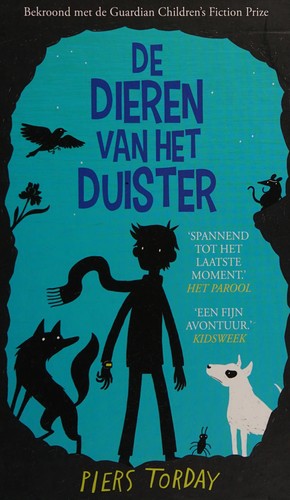 Bekroond met de Guardian Children's Fiction Prize
DE
DIEREN
VAN HET
DUISTER
'SPANNEND
TOT HET
LAATSTE
MOMENT.'
HET PAROOL
'EEN FIJN
AVONTUUR.'
KIDSWEEK
PIERS TORDAY